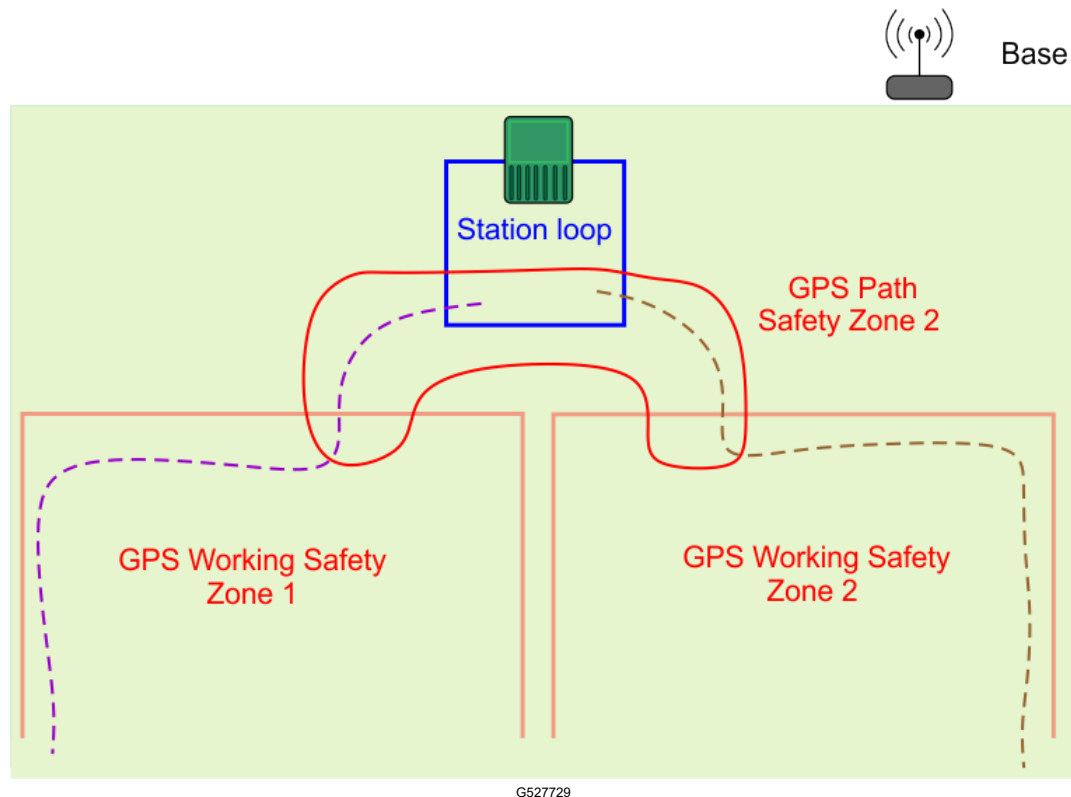 Base
Station loop
GPS Path
Safety Zone 2
GPS Working Safety
Zone 1
GPS Working Safety
Zone 2
G527729